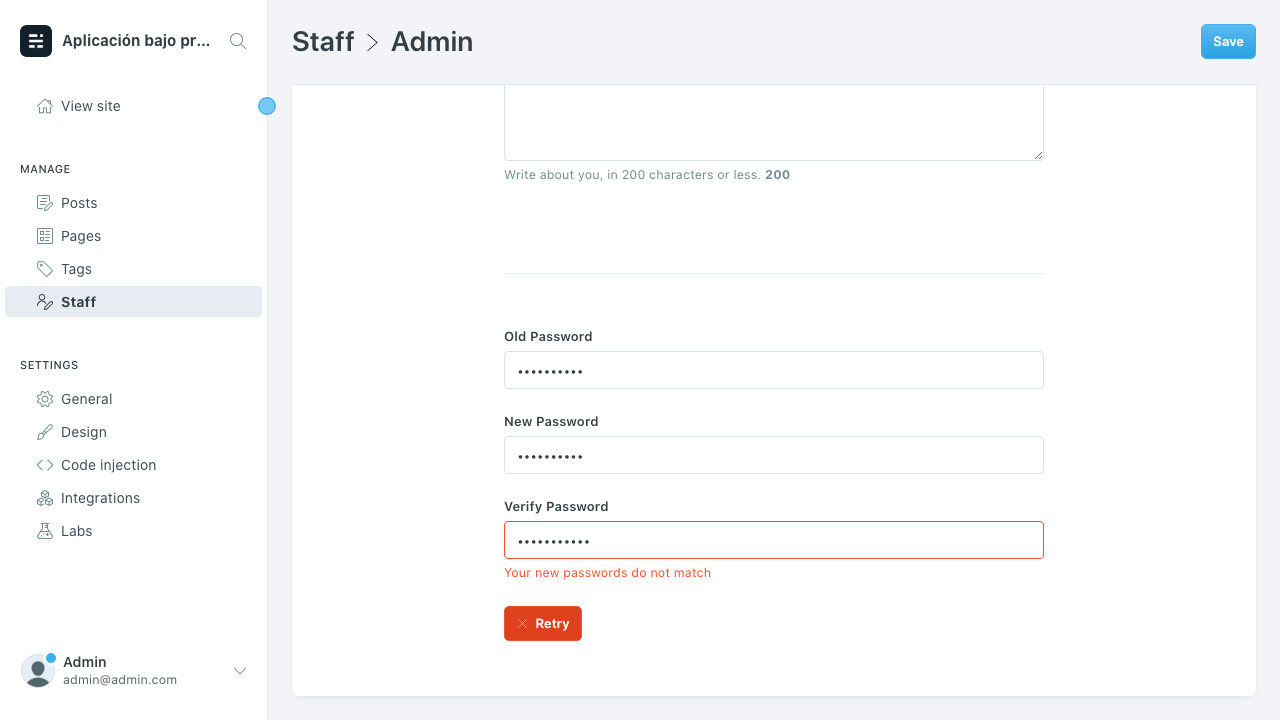 Aplicación bajo pr...
View site
MANAGE
Posts
Pages
Tags
Staff
SETTINGS
General
Design
Code injection
Integrations
Labs
Admin
admin@admin.com
Staff > Admin
Save
Write about you, in 200 characters or less. 200
Old Password
••••••••••
New Password
••••••••••
Verify Password
•••••••••••
Your new passwords do not match
Retry